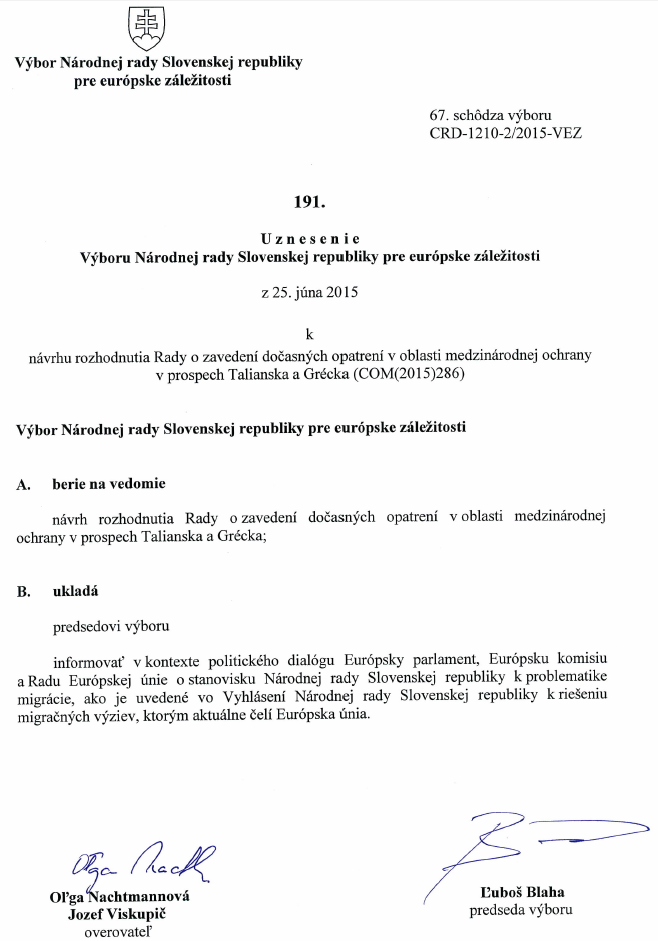 Výbor Národnej rady Slovenskej republiky
pre európske záležitosti
67. schôdza výboru
CRD-1210-2/2015-VEZ
191.
U z n e s e n i e
Výboru Národnej rady Slovenskej republiky pre európske záležitosti
z 25. júna 2015
k
návrhu rozhodnutia Rady o zavedení dočasných opatrení v oblasti medzinárodnej ochrany
v prospech Talianska a Grécka (COM(2015)286)
Výbor Národnej rady Slovenskej republiky pre európske záležitosti
A. berie na vedomie
návrh rozhodnutia Rady o zavedení dočasných opatrení v oblasti medzinárodnej
ochrany v prospech Talianska a Grécka;
B. ukladá
predsedovi výboru
informovať v kontexte politického dialógu Európsky parlament, Európsku komisiu
a Radu Európskej únie o stanovisku Národnej rady Slovenskej republiky k problematike
migrácie, ako je uvedené vo Vyhlásení Národnej rady Slovenskej republiky k riešeniu
migračných výziev, ktorým aktuálne čelí Európska únia.
Oľga Nachtmannová
Jozef Viskupič
overovateľ
Ľuboš Blaha
predseda výboru